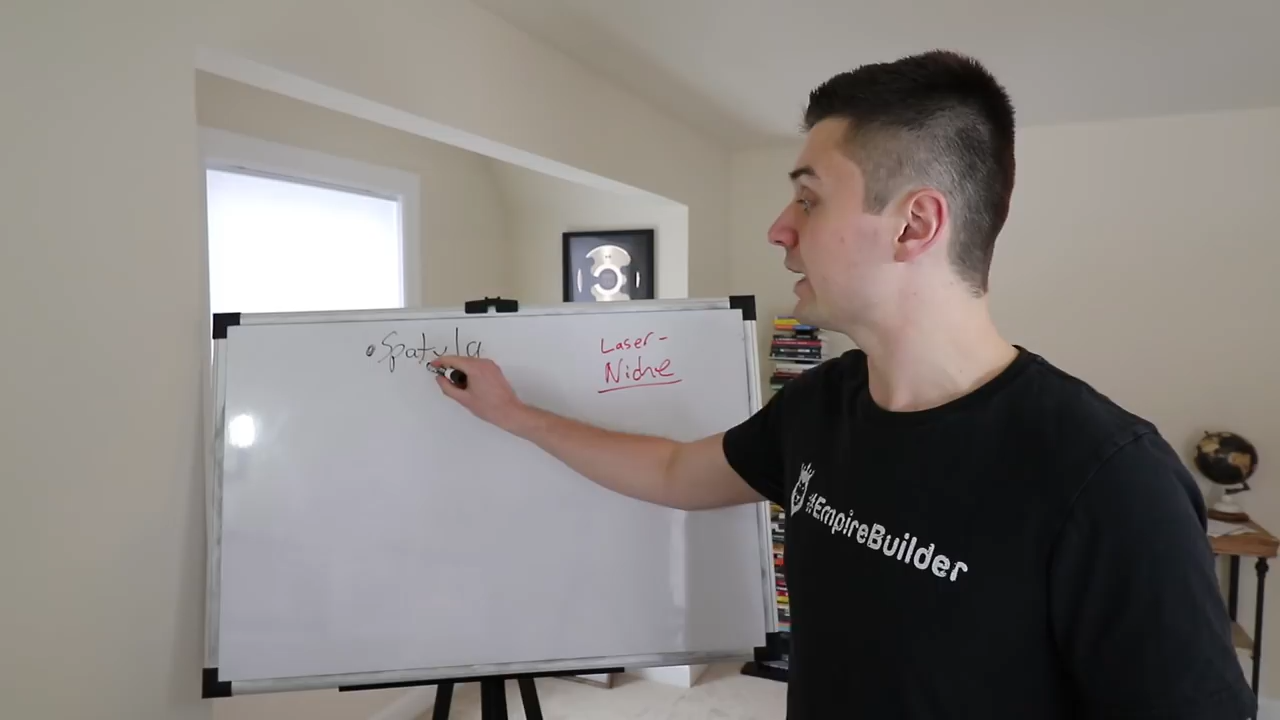 •Spatula
Laser-
Niche
#EmpireBuilder